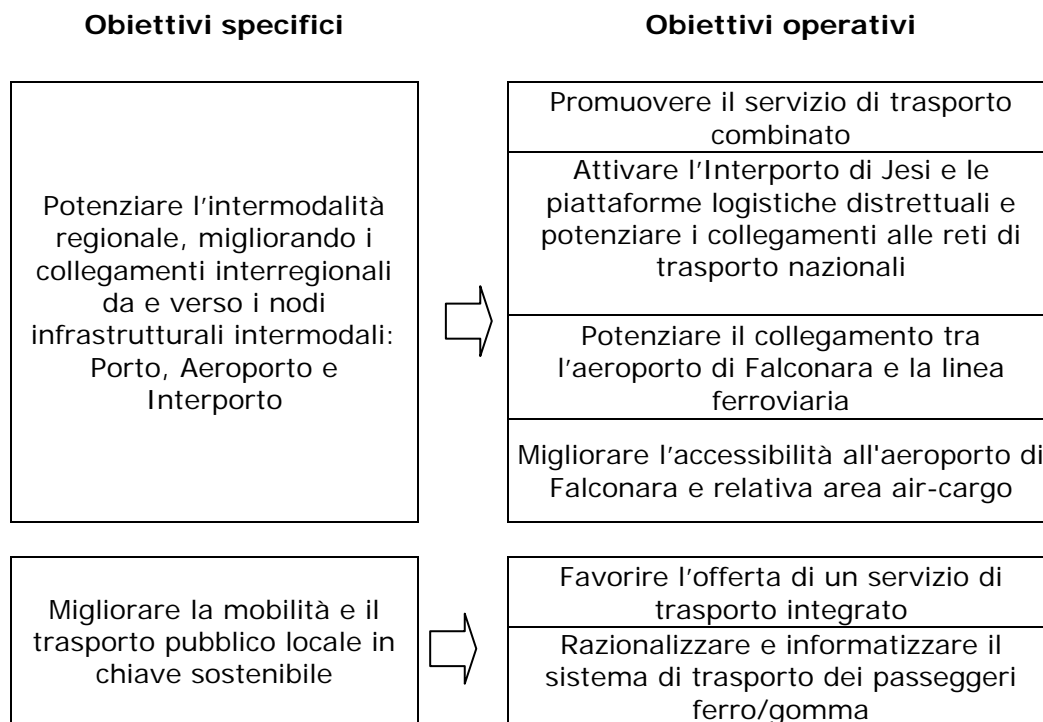 Obiettivi specifici
Obiettivi operativi
Potenziare l’intermodalità
regionale, migliorando i
collegamenti interregionali
da e verso i nodi
infrastrutturali intermodali:
Porto, Aeroporto e
Interporto
Promuovere il servizio di trasporto
combinato
Attivare l’Interporto di Jesi e le
piattaforme logistiche distrettuali e
potenziare i collegamenti alle reti di
trasporto nazionali
Potenziare il collegamento tra
l’aeroporto di Falconara e la linea
ferroviaria
Migliorare l’accessibilità all'aeroporto di
Falconara e relativa area air-cargo
Migliorare la mobilità e il
trasporto pubblico locale in
chiave sostenibile
Favorire l’offerta di un servizio di
trasporto integrato
Razionalizzare e informatizzare il
sistema di trasporto dei passeggeri
ferro/gomma